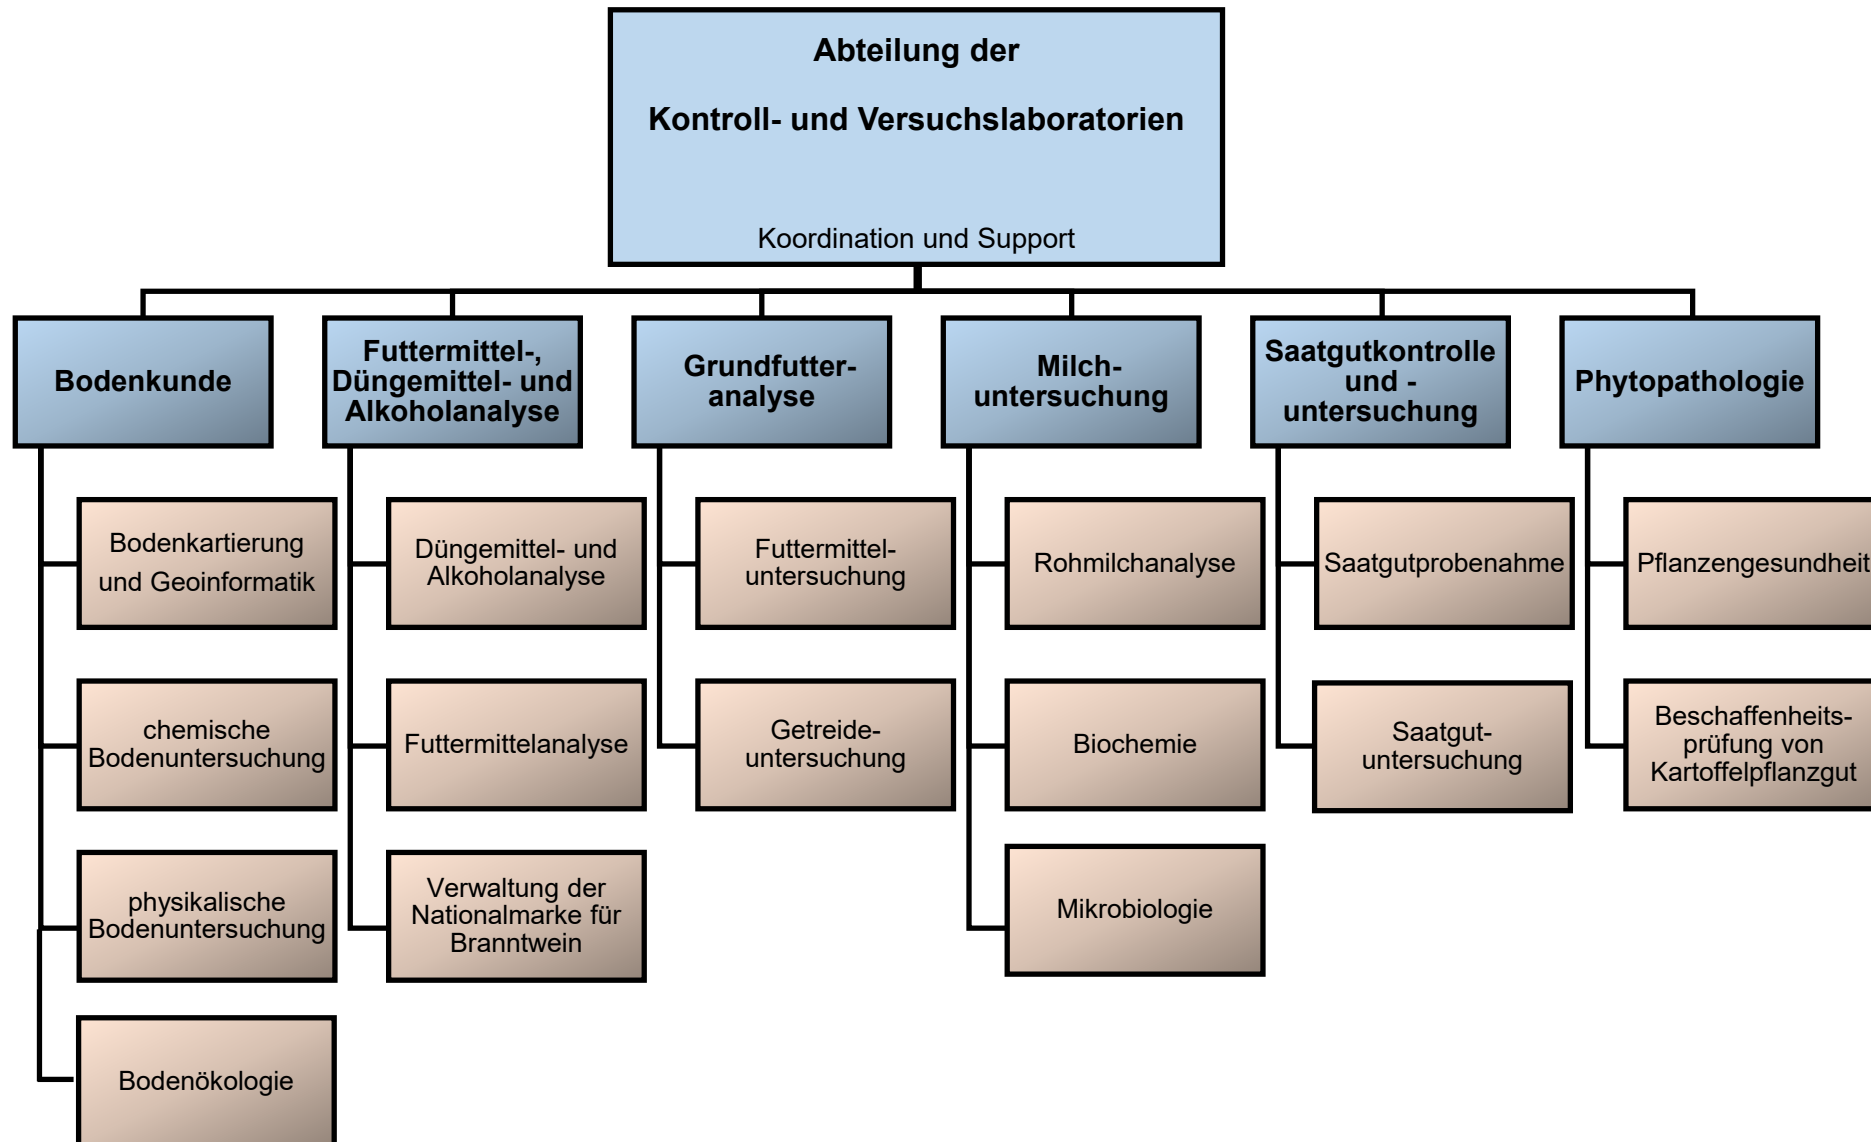 Abteilung der
Kontroll- und Versuchslaboratorien
Koordination und Support
Bodenkunde
Futtermittel-,
Düngemittel- und
Alkoholanalyse
Grundfutter-
analyse
Milch-
untersuchung
Saatgutkontrolle
und -
untersuchung
Phytopathologie
Bodenkartierung
und Geoinformatik
chemische
Bodenuntersuchung
physikalische
Bodenuntersuchung
Bodenökologie
Düngemittel- und
Alkoholanalyse
Futtermittelanalyse
Verwaltung der
Nationalmarke für
Branntwein
Futtermittel-
untersuchung
Getreide-
untersuchung
Rohmilchanalyse
Biochemie
Mikrobiologie
Saatgutprobenahme
Saatgut-
untersuchung
Pflanzengesundheit
Beschaffenheits-
prüfung von
Kartoffelpflanzgut